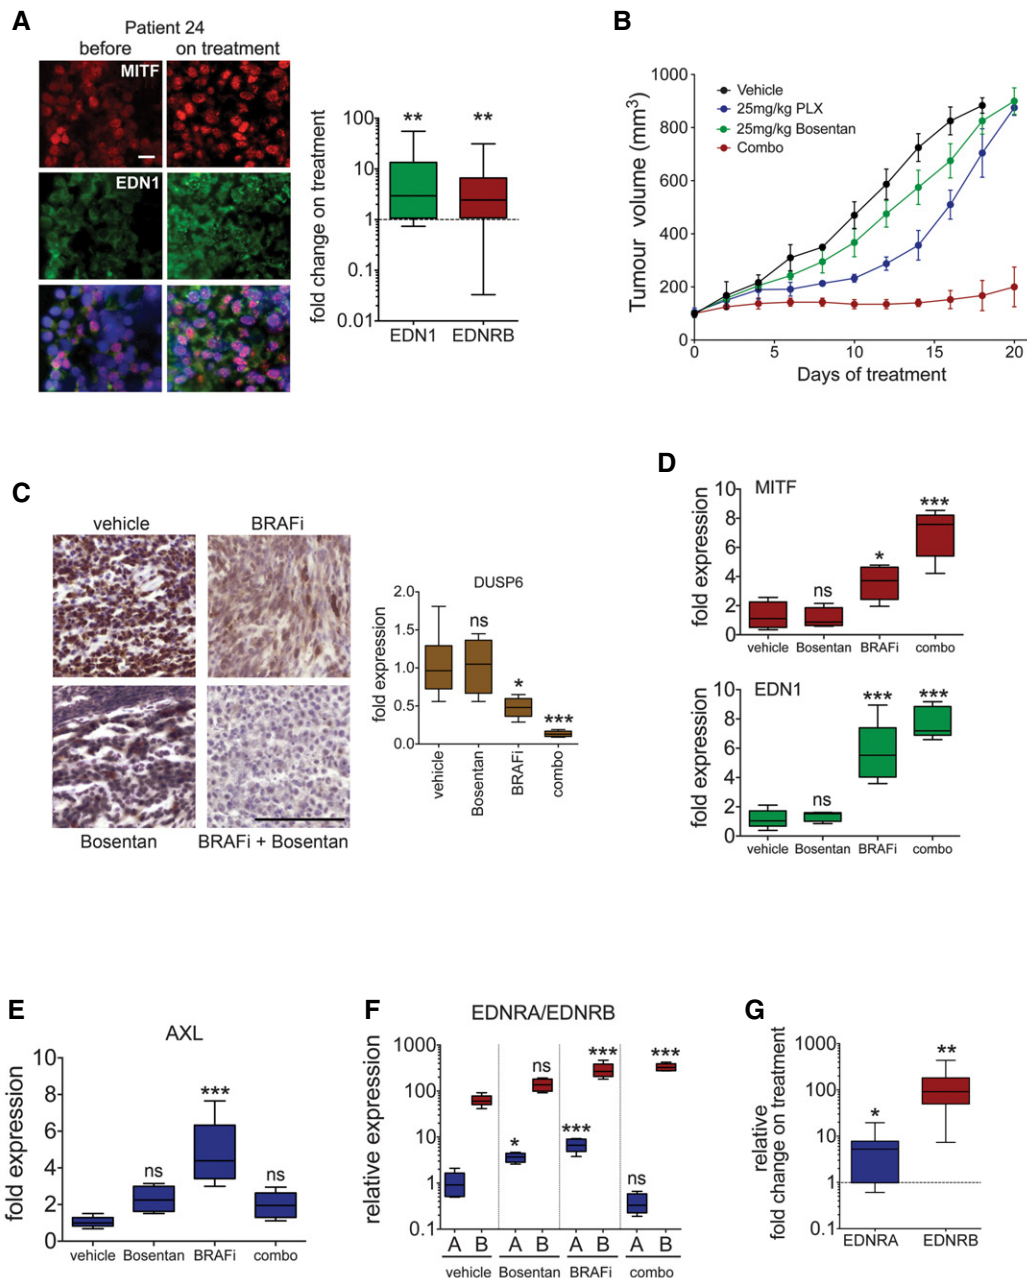 A
Patient 24
before on treatment
MITF
EDN1
fold change on treatment
100
10
1
0.1
0.01
** **
EDN1 EDNRB
B
Tumour volume (mm3)
1000
800
600
400
200
0
Vehicle
25mg/kg PLX
25mg/kg Bosentan
Combo
0 5 10 15 20
Days of treatment
C
vehicle BRAFi
Bosentan BRAFi + Bosentan
DUSP6
fold expression
2.0
1.5
1.0
0.5
0.0
ns
*
***
vehicle
Bosentan
BRAFi
combo
D
MITF
fold expression
10
8
6
4
2
0
ns
*
***
vehicle Bosentan BRAFi combo
EDN1
fold expression
10
8
6
4
2
0
ns
***
***
vehicle Bosentan BRAFi combo
E
AXL
fold expression
10
8
6
4
2
0
ns
***
ns
vehicle Bosentan BRAFi combo
F
EDNRA/EDNRB
relative expression
1000
100
10
1
0.1
*
ns
***
***
ns
***
A B A B A B A B
vehicle Bosentan BRAFi combo
G
relative
fold change on treatment
1000
100
10
1
0.1
*
**
EDNRA EDNRB